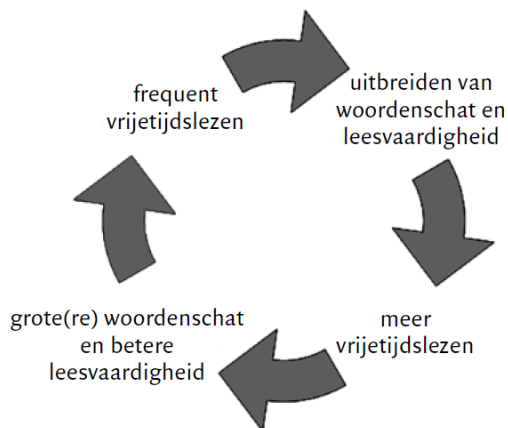 frequent
vrijetijdslezen
uitbreiden van
woordenschat en
leesvaardigheid
meer
vrijetijdslezen
grote(re) woordenschat
en betere
leesvaardigheid